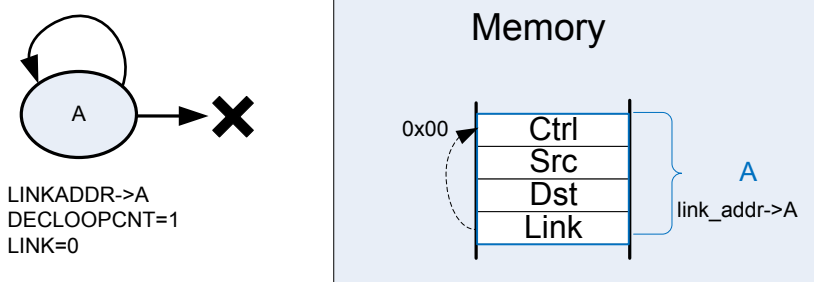 A
LINKADDR->A
DECLOOPCNT=1
LINK=0
Memory
0x00
Ctrl
Src
Dst
Link
A
link_addr->A